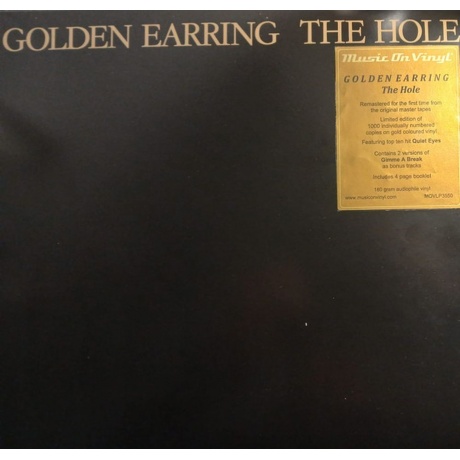 GOLDEN EARRING THE HOLE
Music On Vinyl
GOLDEN EARRING
The Hole
Remastered for the first time from
the original master tapes
Limited edition of
1000 individually numbered
copies on gold coloured vinyl
Featuring top ten hit Quiet Eyes
Contains 2 versions of
Gimme A Break
as bonus tracks
Includes 4 page booklet
180 gram audiophile vinyl
www.musiconvinyl.com